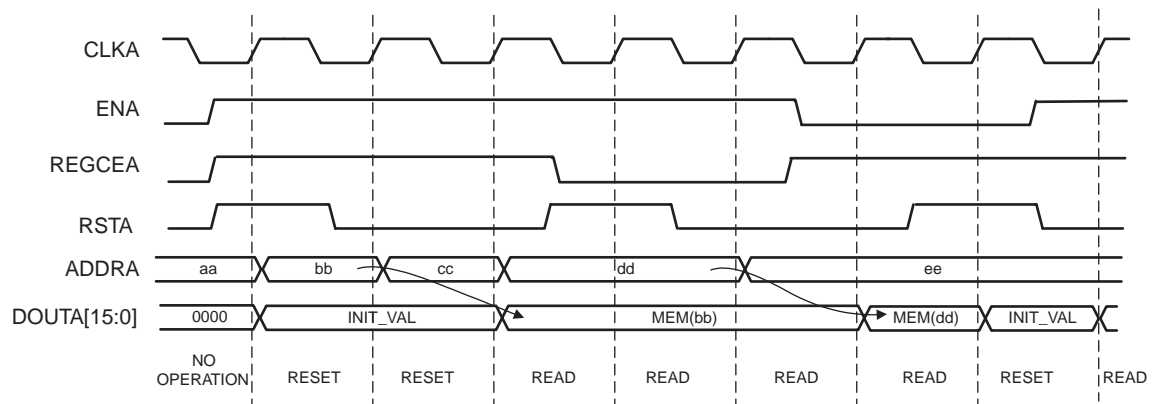 CLKA
ENA
REGCEA
RSTA
ADDRA aa bb cc dd ee
DOUTA[15:0] 0000 INIT_VAL MEM(bb) MEM(dd) INIT_VAL
NO
OPERATION RESET RESET READ READ READ READ RESET READ